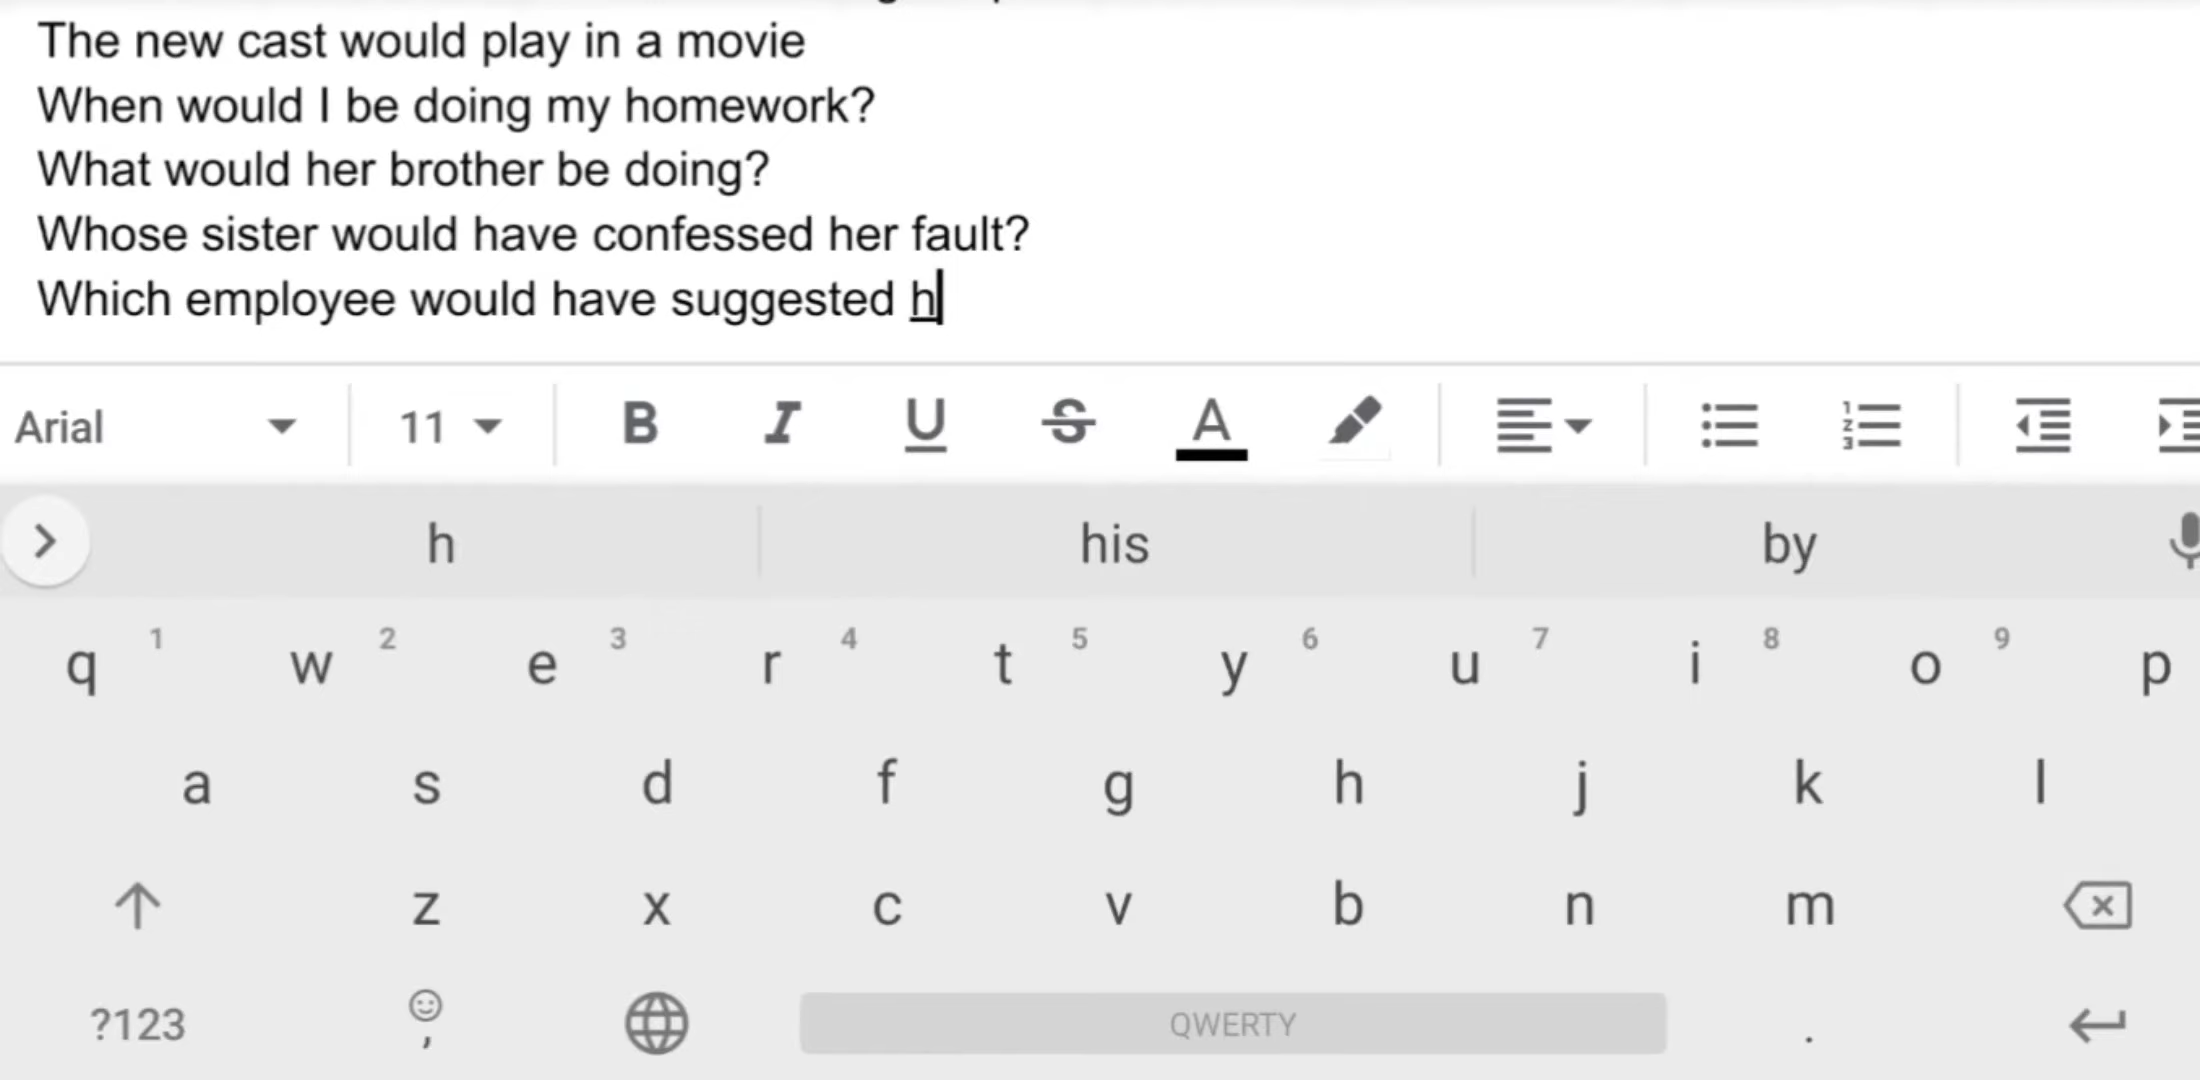 The new cast would play in a movie
When would I be doing my homework?
What would her brother be doing?
Whose sister would have confessed her fault?
Which employee would have suggested h
Arial 11 B I U S A
h his by
q 1 w 2 e 3 r 4 t 5 y 6 u 7 i 8 o 9 p
a s d f g h j k l
z x c v b n m
?123 , QWERTY .